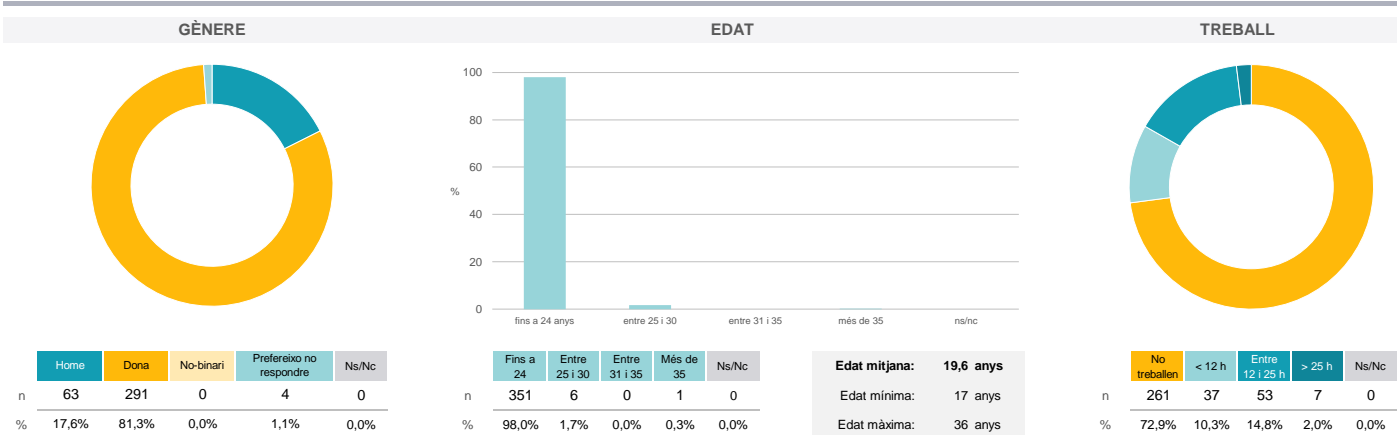 GÈNERE EDAT TREBALL
100
80
60
%
40
20
0
fins a 24 anys entre 25 i 30 entre 31 i 35 més de 35 ns/nc
Home Dona No-binari Prefereixo no respondre Ns/Nc
n 63 291 0 4 0
% 17,6% 81,3% 0,0% 1,1% 0,0%
Fins a 24 Entre 25 i 30 Entre 31 i 35 Més de 35 Ns/Nc
n 351 6 0 1 0
% 98,0% 1,7% 0,0% 0,3% 0,0%
Edat mitjana: 19,6 anys
Edat mínima: 17 anys
Edat màxima: 36 anys
No treballen < 12 h Entre 12 i 25 h > 25 h Ns/Nc
n 261 37 53 7 0
% 72,9% 10,3% 14,8% 2,0% 0,0%